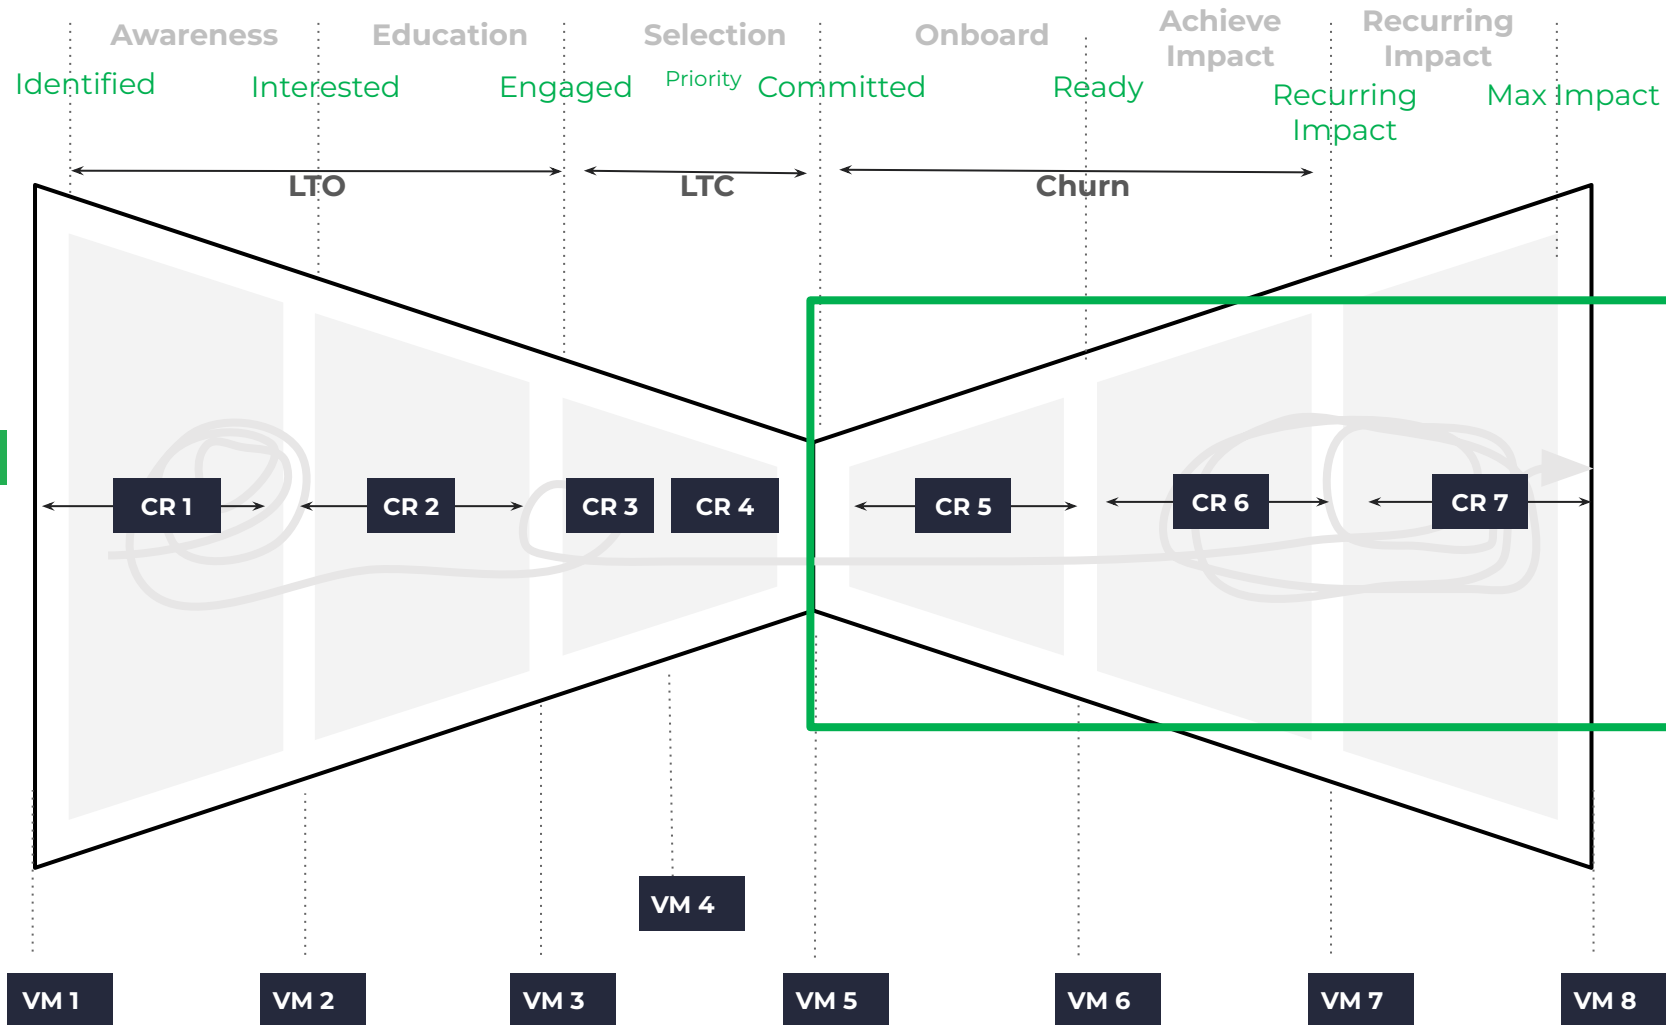 Awareness
Education
Selection
Onboard
Achieve
Impact
Recurring
Impact
Identified
Interested
Engaged
Priority
Committed
Ready
Recurring
Impact
Max Impact
LTO
LTC
Churn
CR 1
CR 2
CR 3
CR 4
CR 5
CR 6
CR 7
VM 4
VM 1
VM 2
VM 3
VM 5
VM 6
VM 7
VM 8